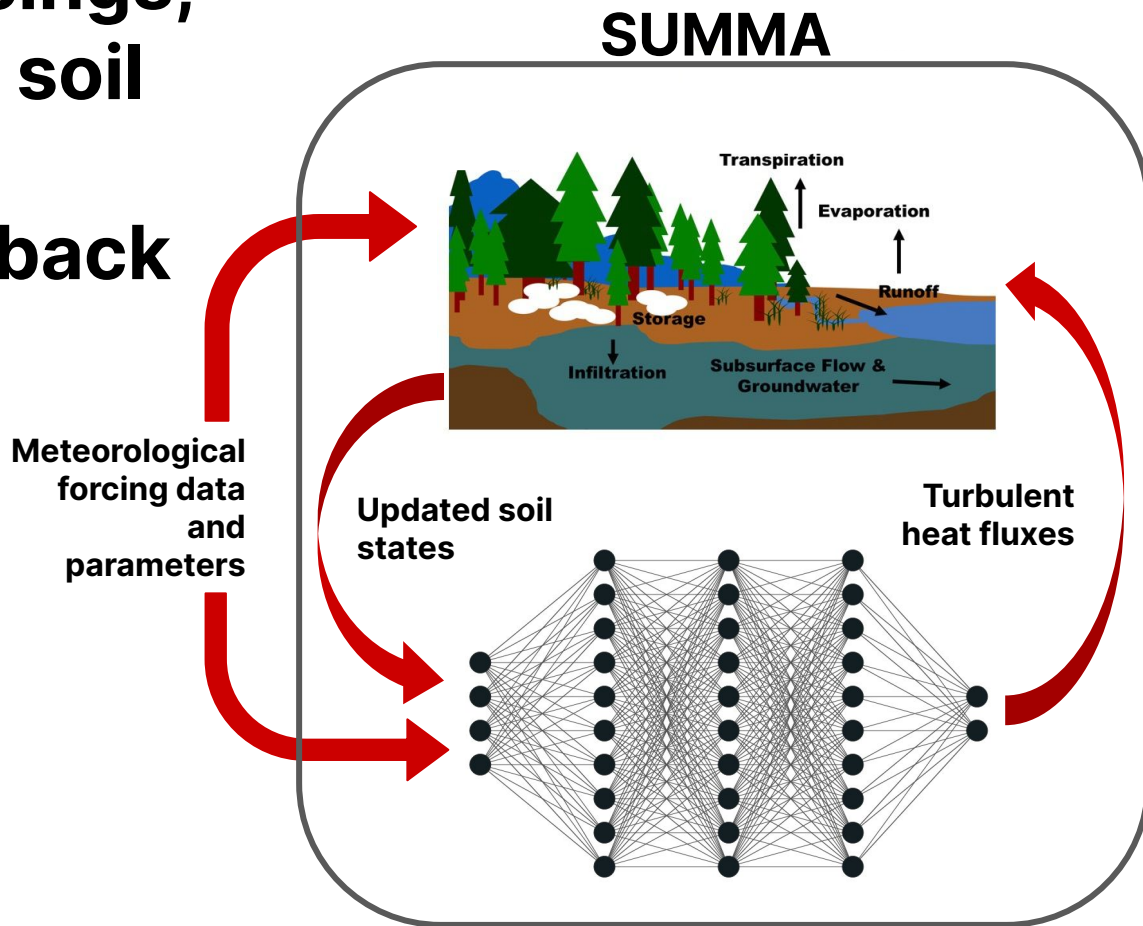 soil
back
SUMMA
Transpiration
Evaporation
Runoff
Storage
Infiltration
Subsurface Flow &
Groundwater
Meteorological
forcing data
and
parameters
Updated soil
states
Turbulent
heat fluxes